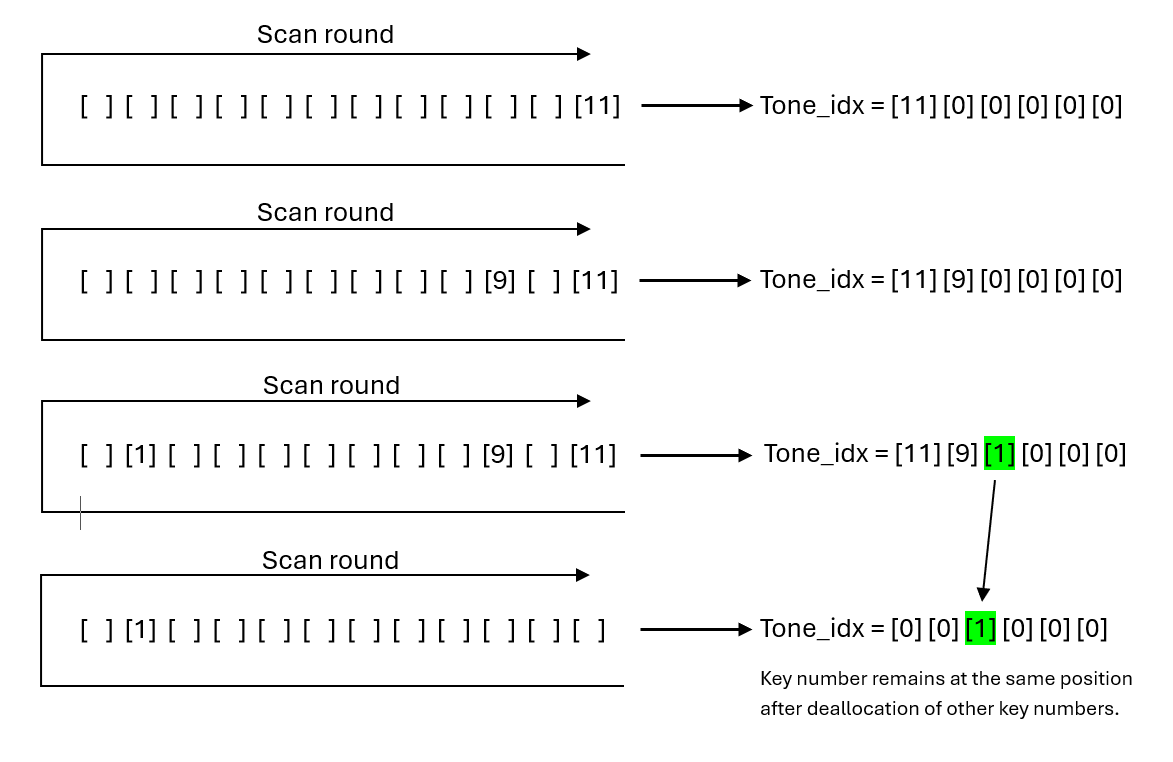 Scan round
[ ] [ ] [ ] [ ] [ ] [ ] [ ] [ ] [ ] [ ] [ ] [11] Tone_idx = [11] [0] [0] [0] [0] [0]
Scan round
[ ] [ ] [ ] [ ] [ ] [ ] [ ] [ ] [ ] [9] [ ] [11] Tone_idx = [11] [9] [0] [0] [0] [0]
Scan round
[ ] [1] [ ] [ ] [ ] [ ] [ ] [ ] [ ] [9] [ ] [11] Tone_idx = [11] [9] [1] [0] [0] [0]
Scan round
[ ] [1] [ ] [ ] [ ] [ ] [ ] [ ] [ ] [ ] [ ] [ ] Tone_idx = [0] [0] [1] [0] [0] [0]
Key number remains at the same position
after deallocation of other key numbers.